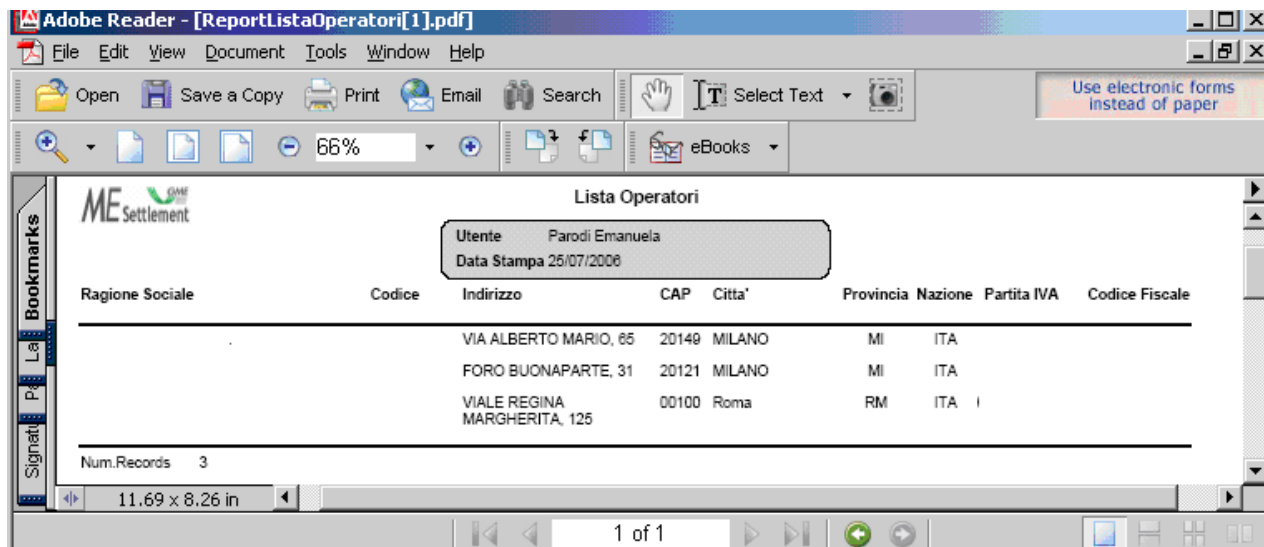 Adobe Reader - [ReportListaOperatori[1].pdf]
File Edit View Document Tools Window Help
Open Save a Copy Print Email Search Select Text Use electronic forms instead of paper
66% eBooks
ME Settlement GME
Lista Operatori
Utente Parodi Emanuela
Data Stampa 25/07/2006
Ragione Sociale Codice Indirizzo CAP Citta' Provincia Nazione Partita IVA Codice Fiscale
VIA ALBERTO MARIO, 65 20149 MILANO MI ITA
FORO BUONAPARTE, 31 20121 MILANO MI ITA
VIALE REGINA 00100 Roma RM ITA
MARGHERITA, 125
Num.Records 3
Bookmarks
La
Pa
Signatu
11.69 x 8.26 in
1 of 1